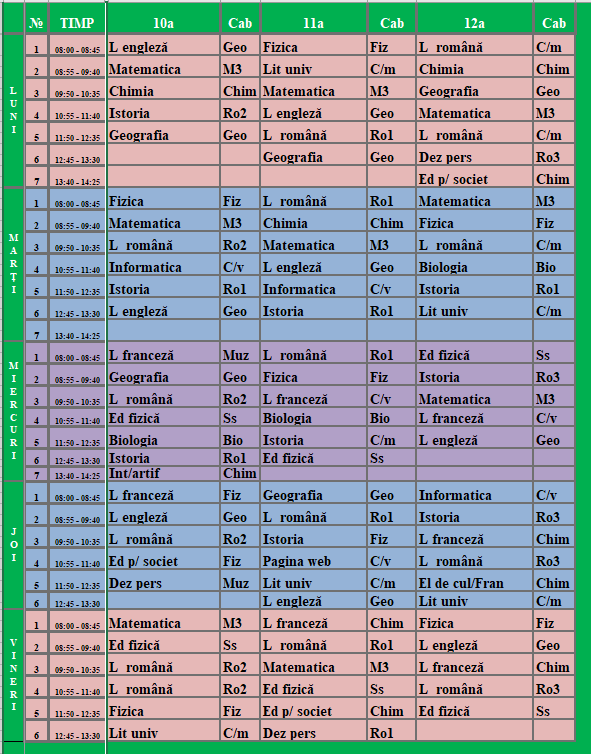 № TIMP 10a Cab 11a Cab 12a Cab
LUNI
1 08:00 - 08:45 L engleză Geo Fizica Fiz L română C/m
2 08:55 - 09:40 Matematica M3 Lit univ C/m Chimia Chim
3 09:50 - 10:35 Chimia Chim Matematica M3 Geografia Geo
4 10:55 - 11:40 Istoria Ro2 L engleză Geo Matematica M3
5 11:50 - 12:35 Geografia Geo L română Ro1 L română C/m
6 12:45 - 13:30 Geografia Geo Dez pers Ro3
7 13:40 - 14:25 Ed p/ societ Chim
MARȚI
1 08:00 - 08:45 Fizica Fiz L română Ro1 Matematica M3
2 08:55 - 09:40 Matematica M3 Chimia Chim Fizica Fiz
3 09:50 - 10:35 L română Ro2 Matematica M3 L română C/m
4 10:55 - 11:40 Informatica C/v L engleză Geo Biologia Bio
5 11:50 - 12:35 Istoria Ro1 Informatica C/v Istoria Ro1
6 12:45 - 13:30 L engleză Geo Istoria Ro1 Lit univ C/m
7 13:40 - 14:25
MIERCURI
1 08:00 - 08:45 L franceză Muz L română Ro1 Ed fizică Ss
2 08:55 - 09:40 Geografia Geo Fizica Fiz Istoria Ro3
3 09:50 - 10:35 L română Ro2 L franceză C/v Matematica M3
4 10:55 - 11:40 Ed fizică Ss Biologia Bio L franceză C/v
5 11:50 - 12:35 Biologia Bio Istoria C/m L engleză Geo
6 12:45 - 13:30 Istoria Ro1 Ed fizică Ss
7 13:40 - 14:25 Int/artif Chim
JOI
1 08:00 - 08:45 L franceză Fiz Geografia Geo Informatica C/v
2 08:55 - 09:40 L engleză Geo L română Ro1 Istoria Ro3
3 09:50 - 10:35 L română Ro2 Istoria Fiz L franceză Chim
4 10:55 - 11:40 Ed p/ societ Fiz Pagina web C/v L română Ro3
5 11:50 - 12:35 Dez pers Muz Lit univ C/m El de cul/Fran Chim
6 12:45 - 13:30 L engleză Geo Lit univ C/m
VINERI
1 08:00 - 08:45 Matematica M3 L franceză Chim Fizica Fiz
2 08:55 - 09:40 Ed fizică Ss L română Ro1 L engleză Geo
3 09:50 - 10:35 L română Ro2 Matematica M3 L franceză Chim
4 10:55 - 11:40 L română Ro2 Ed fizică Ss L română Ro3
5 11:50 - 12:35 Fizica Fiz Ed p/ societ Chim Ed fizică Ss
6 12:45 - 13:30 Lit univ C/m Dez pers Ro1